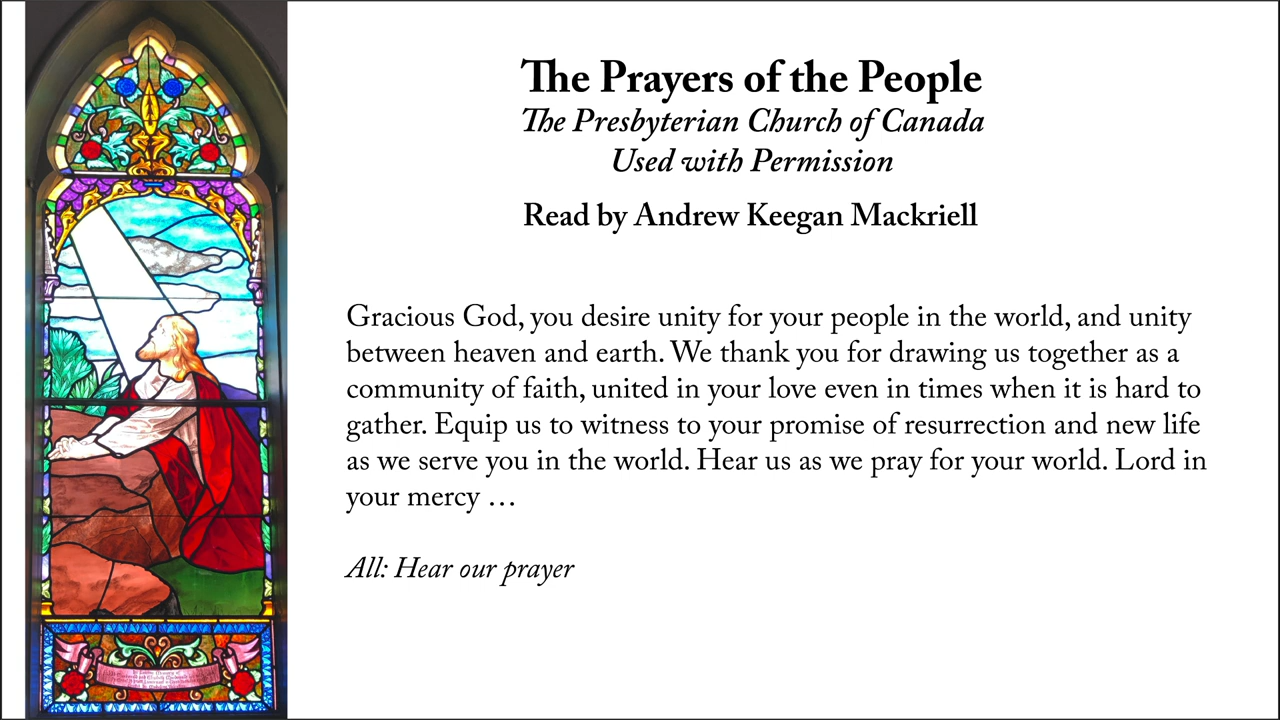 The Prayers of the People
The Presbyterian Church of Canada
Used with Permission
Read by Andrew Keegan Mackriell
Gracious God, you desire unity for your people in the world, and unity
between heaven and earth. We thank you for drawing us together as a
community of faith, united in your love even in times when it is hard to
gather. Equip us to witness to your promise of resurrection and new life
as we serve you in the world. Hear us as we pray for your world. Lord in
your mercy …
All: Hear our prayer